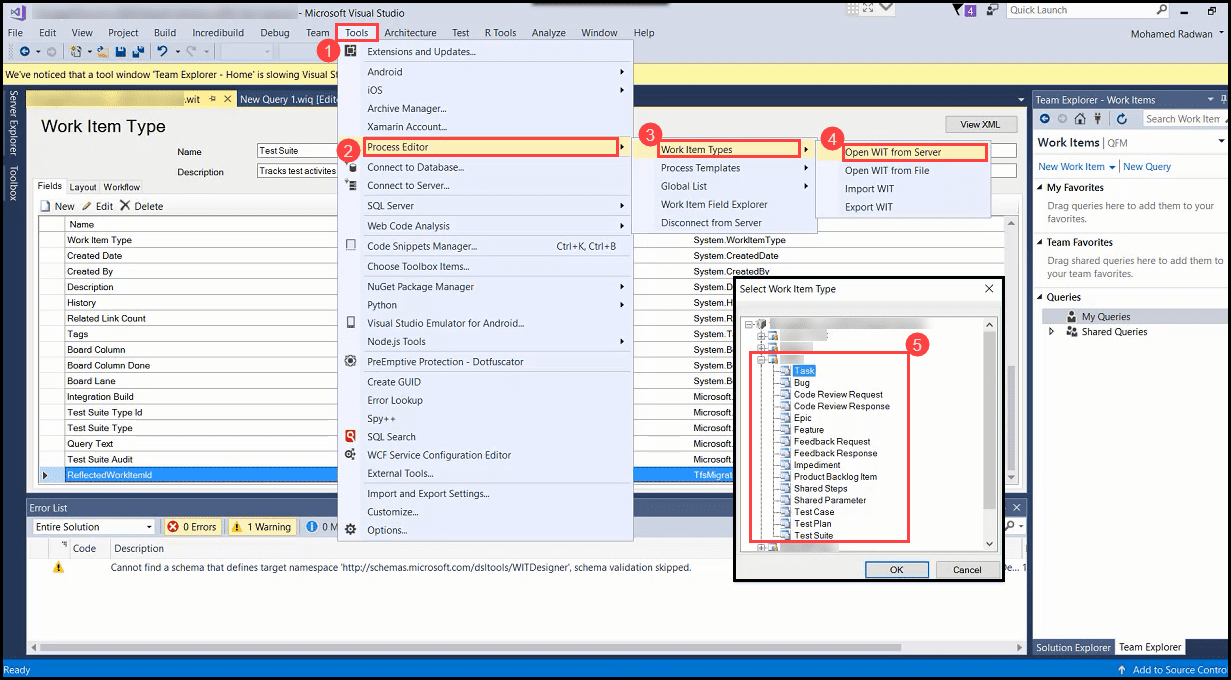 - Microsoft Visual Studio
4
Quick Launch
File Edit View Project Build Incredibuild Debug Team Tools Architecture Test R Tools Analyze Window Help
Mohamed Radwan
1
We've noticed that a tool window 'Team Explorer - Home' is slowing Visual St
.wit
New Query 1.wiq [Edit
Server Explorer
Toolbox
Work Item Type
View XML
Name Test Suite
Description Tracks test activites
Fields Layout Workflow
New Edit Delete
Name
Work Item Type System.WorkItemType
Created Date System.CreatedDate
Created By System.CreatedBy
Description System.D
History System.H
Related Link Count System.R
Tags System.T
Board Column System.B
Board Column Done System.B
Board Lane System.B
Integration Build Microsoft.
Test Suite Type Id Microsoft.
Test Suite Type Microsoft.
Query Text Microsoft.
Test Suite Audit Microsoft.
ReflectedWorkItemId TfsMigrat
Extensions and Updates...
Android
iOS
Archive Manager...
Xamarin Account...
2
Process Editor
Connect to Database...
Connect to Server...
SQL Server
Web Code Analysis
Code Snippets Manager... Ctrl+K, Ctrl+B
Choose Toolbox Items...
NuGet Package Manager
Python
Visual Studio Emulator for Android...
Node.js Tools
PreEmptive Protection - Dotfuscator
Create GUID
Error Lookup
Spy++
SQL Search
WCF Service Configuration Editor
External Tools...
Import and Export Settings...
Customize...
Options...
3
Work Item Types
Process Templates
Global List
Work Item Field Explorer
Disconnect from Server
4
Open WIT from Server
Open WIT from File
Import WIT
Export WIT
Select Work Item Type
5
Task
Bug
Code Review Request
Code Review Response
Epic
Feature
Feedback Request
Feedback Response
Impediment
Product Backlog Item
Shared Steps
Shared Parameter
Test Case
Test Plan
Test Suite
OK Cancel
Team Explorer - Work Items
Search Work Item
Work Items | QFM
New Work Item | New Query
My Favorites
Drag queries here to add them to your
favorites.
Team Favorites
Drag shared queries here to add them to
your team favorites.
Queries
My Queries
Shared Queries
Solution Explorer Team Explorer
Error List
Entire Solution 0 Errors 1 Warning 0 M
Code Description
Cannot find a schema that defines target namespace 'http://schemas.microsoft.com/dsltools/WITDesigner', schema validation skipped.
De... 1
Ready
Add to Source Contro